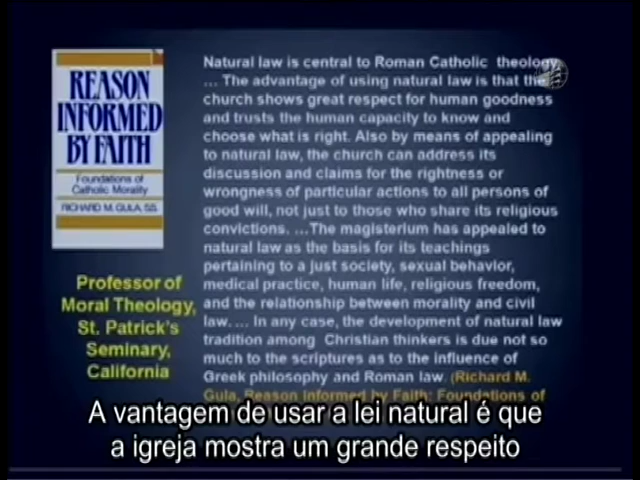 REASON
INFORMED
BY FAITH
Foundations of
Catholic Morality
RICHARD M. GULA, S.S.
Professor of
Moral Theology,
St. Patrick's
Seminary,
California
Natural law is central to Roman Catholic theology
... The advantage of using natural law is that the
church shows great respect for human goodness
and trusts the human capacity to know and
choose what is right. Also by means of appealing
to natural law, the church can address its
discussion and claims for the rightness or
wrongness of particular actions to all persons of
good will, not just to those who share its religious
convictions. ...The magisterium has appealed to
natural law as the basis for its teachings
pertaining to a just society, sexual behavior,
medical practice, human life, religious freedom,
and the relationship between morality and civil
law. ... In any case, the development of natural law
tradition among Christian thinkers is due not so
much to the scriptures as to the influence of
Greek philosophy and Roman law. (Richard M.
Gula, Reason Informed by Faith: Foundations of
A vantagem de usar a lei natural é que
a igreja mostra um grande respeito